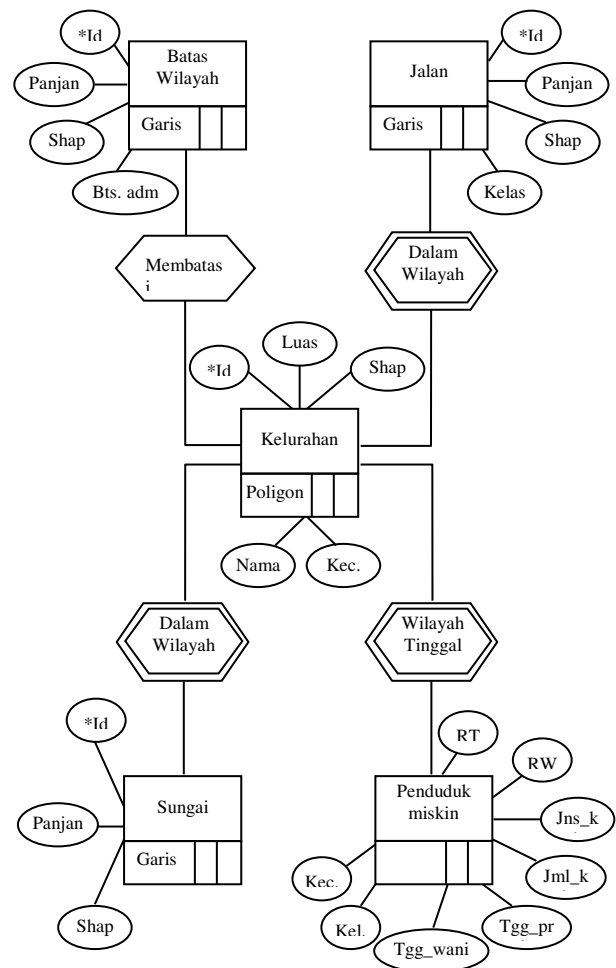 *Id
Batas
Wilayah
Panjan
Shap
Garis
Bts. adm
*Id
Jalan
Panjan
Shap
Garis
Kelas
Membatas
i
Dalam
Wilayah
Luas
*Id
Shap
Kelurahan
Poligon
Nama
Kec.
Dalam
Wilayah
Wilayah
Tinggal
*Id
Sungai
Panjan
Garis
Shap
RT
RW
Penduduk
miskin
Jns_k
Jml_k
Kec.
Kel.
Tgg_wani
Tgg_pr